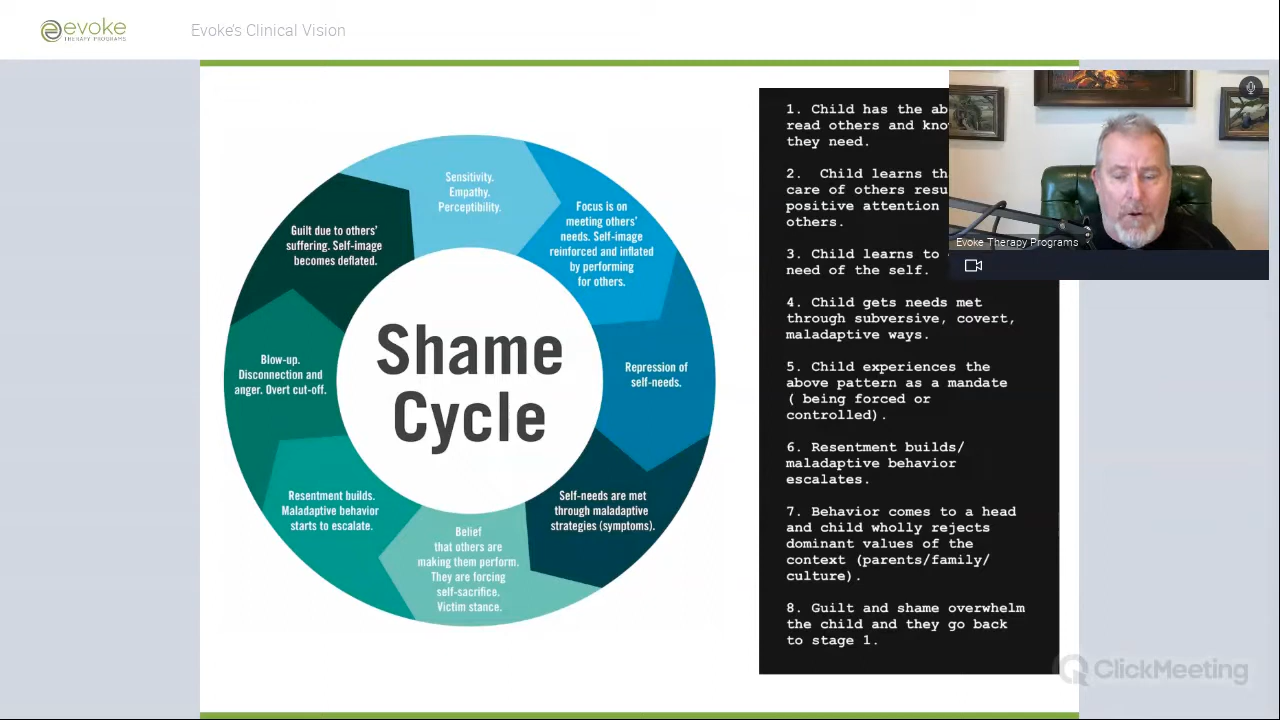 evoke
THERAPY PROGRAMS
Evoke's Clinical Vision
Sensitivity.
Empathy.
Perceptibility.
Focus is on
meeting others'
needs. Self-image
reinforced and inflated
by performing
for others.
Repression of
self-needs.
Self-needs are met
through maladaptive
strategies (symptoms).
Belief
that others are
making them perform.
They are forcing
self-sacrifice.
Victim stance.
Resentment builds.
Maladaptive behavior
starts to escalate.
Blow-up.
Disconnection and
anger. Overt cut-off.
Guilt due to others'
suffering. Self-image
becomes deflated.
Shame
Cycle
1. Child has the
read others and
they need.
2. Child learns
care of others
positive attention
others.
3. Child learns to
need of the self.
4. Child gets needs met
through subversive, covert,
maladaptive ways.
5. Child experiences the
above pattern as a mandate
( being forced or
controlled).
6. Resentment builds/
maladaptive behavior
escalates.
7. Behavior comes to a head
and child wholly rejects
dominant values of the
context (parents/family/
culture).
8. Guilt and shame overwhelm
the child and they go back
to stage 1.
Evoke Therapy Programs
ClickMeeting